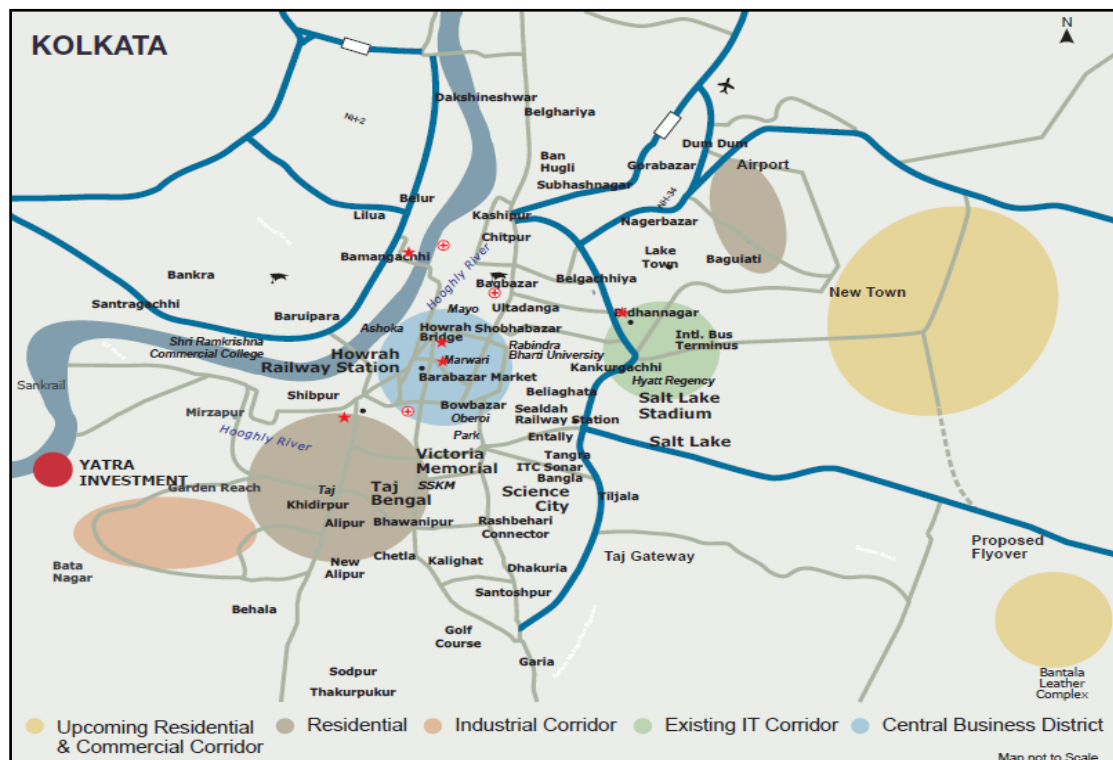 KOLKATA
N
NH-2
Dakshineshwar
Belghariya
Dum Dum
Ban
Hugli
Gorabazar
Airport
Subhashnagar
NH-34
Belur
Lilua
Kashipur
Nagerbazar
Chitpur
Bamangachhi
Lake
Town
Baguiati
Hooghly River
Bankra
Bagbazar
Belgachhiya
New Town
Santragachhi
Baruipara
Mayo
Ultadanga
Bidhannagar
Ashoka
Howrah
Bridge
Shobhabazar
Intl. Bus
Terminus
Shri Ramkrishna
Commercial College
Rabindra
Bharti University
Howrah
Railway Station
Marwari
Kankurgachhi
Barabazar Market
Hyatt Regency
Sankrail
Shibpur
Beliaghata
Salt Lake
Stadium
Mirzapur
Bowbazar
Oberoi
Sealdah
Railway Station
Hooghly River
Park
Entally
Salt Lake
Victoria
Memorial
Tangra
YATRA
INVESTMENT
ITC Sonar
Bangla
Garden Reach
Taj
Taj
Bengal
SSKM
Science
City
Tiljala
Khidirpur
Alipur
Bhawanipur
Rashbehari
Connector
Proposed
Flyover
Bata
Nagar
New
Alipur
Chetla
Kalighat
Dhakuria
Taj Gateway
Behala
Santoshpur
Golf
Course
Garia
Sodpur
Thakurpukur
Bantala
Leather
Complex
Upcoming Residential
& Commercial Corridor
Residential
Industrial Corridor
Existing IT Corridor
Central Business District
Map not to Scale